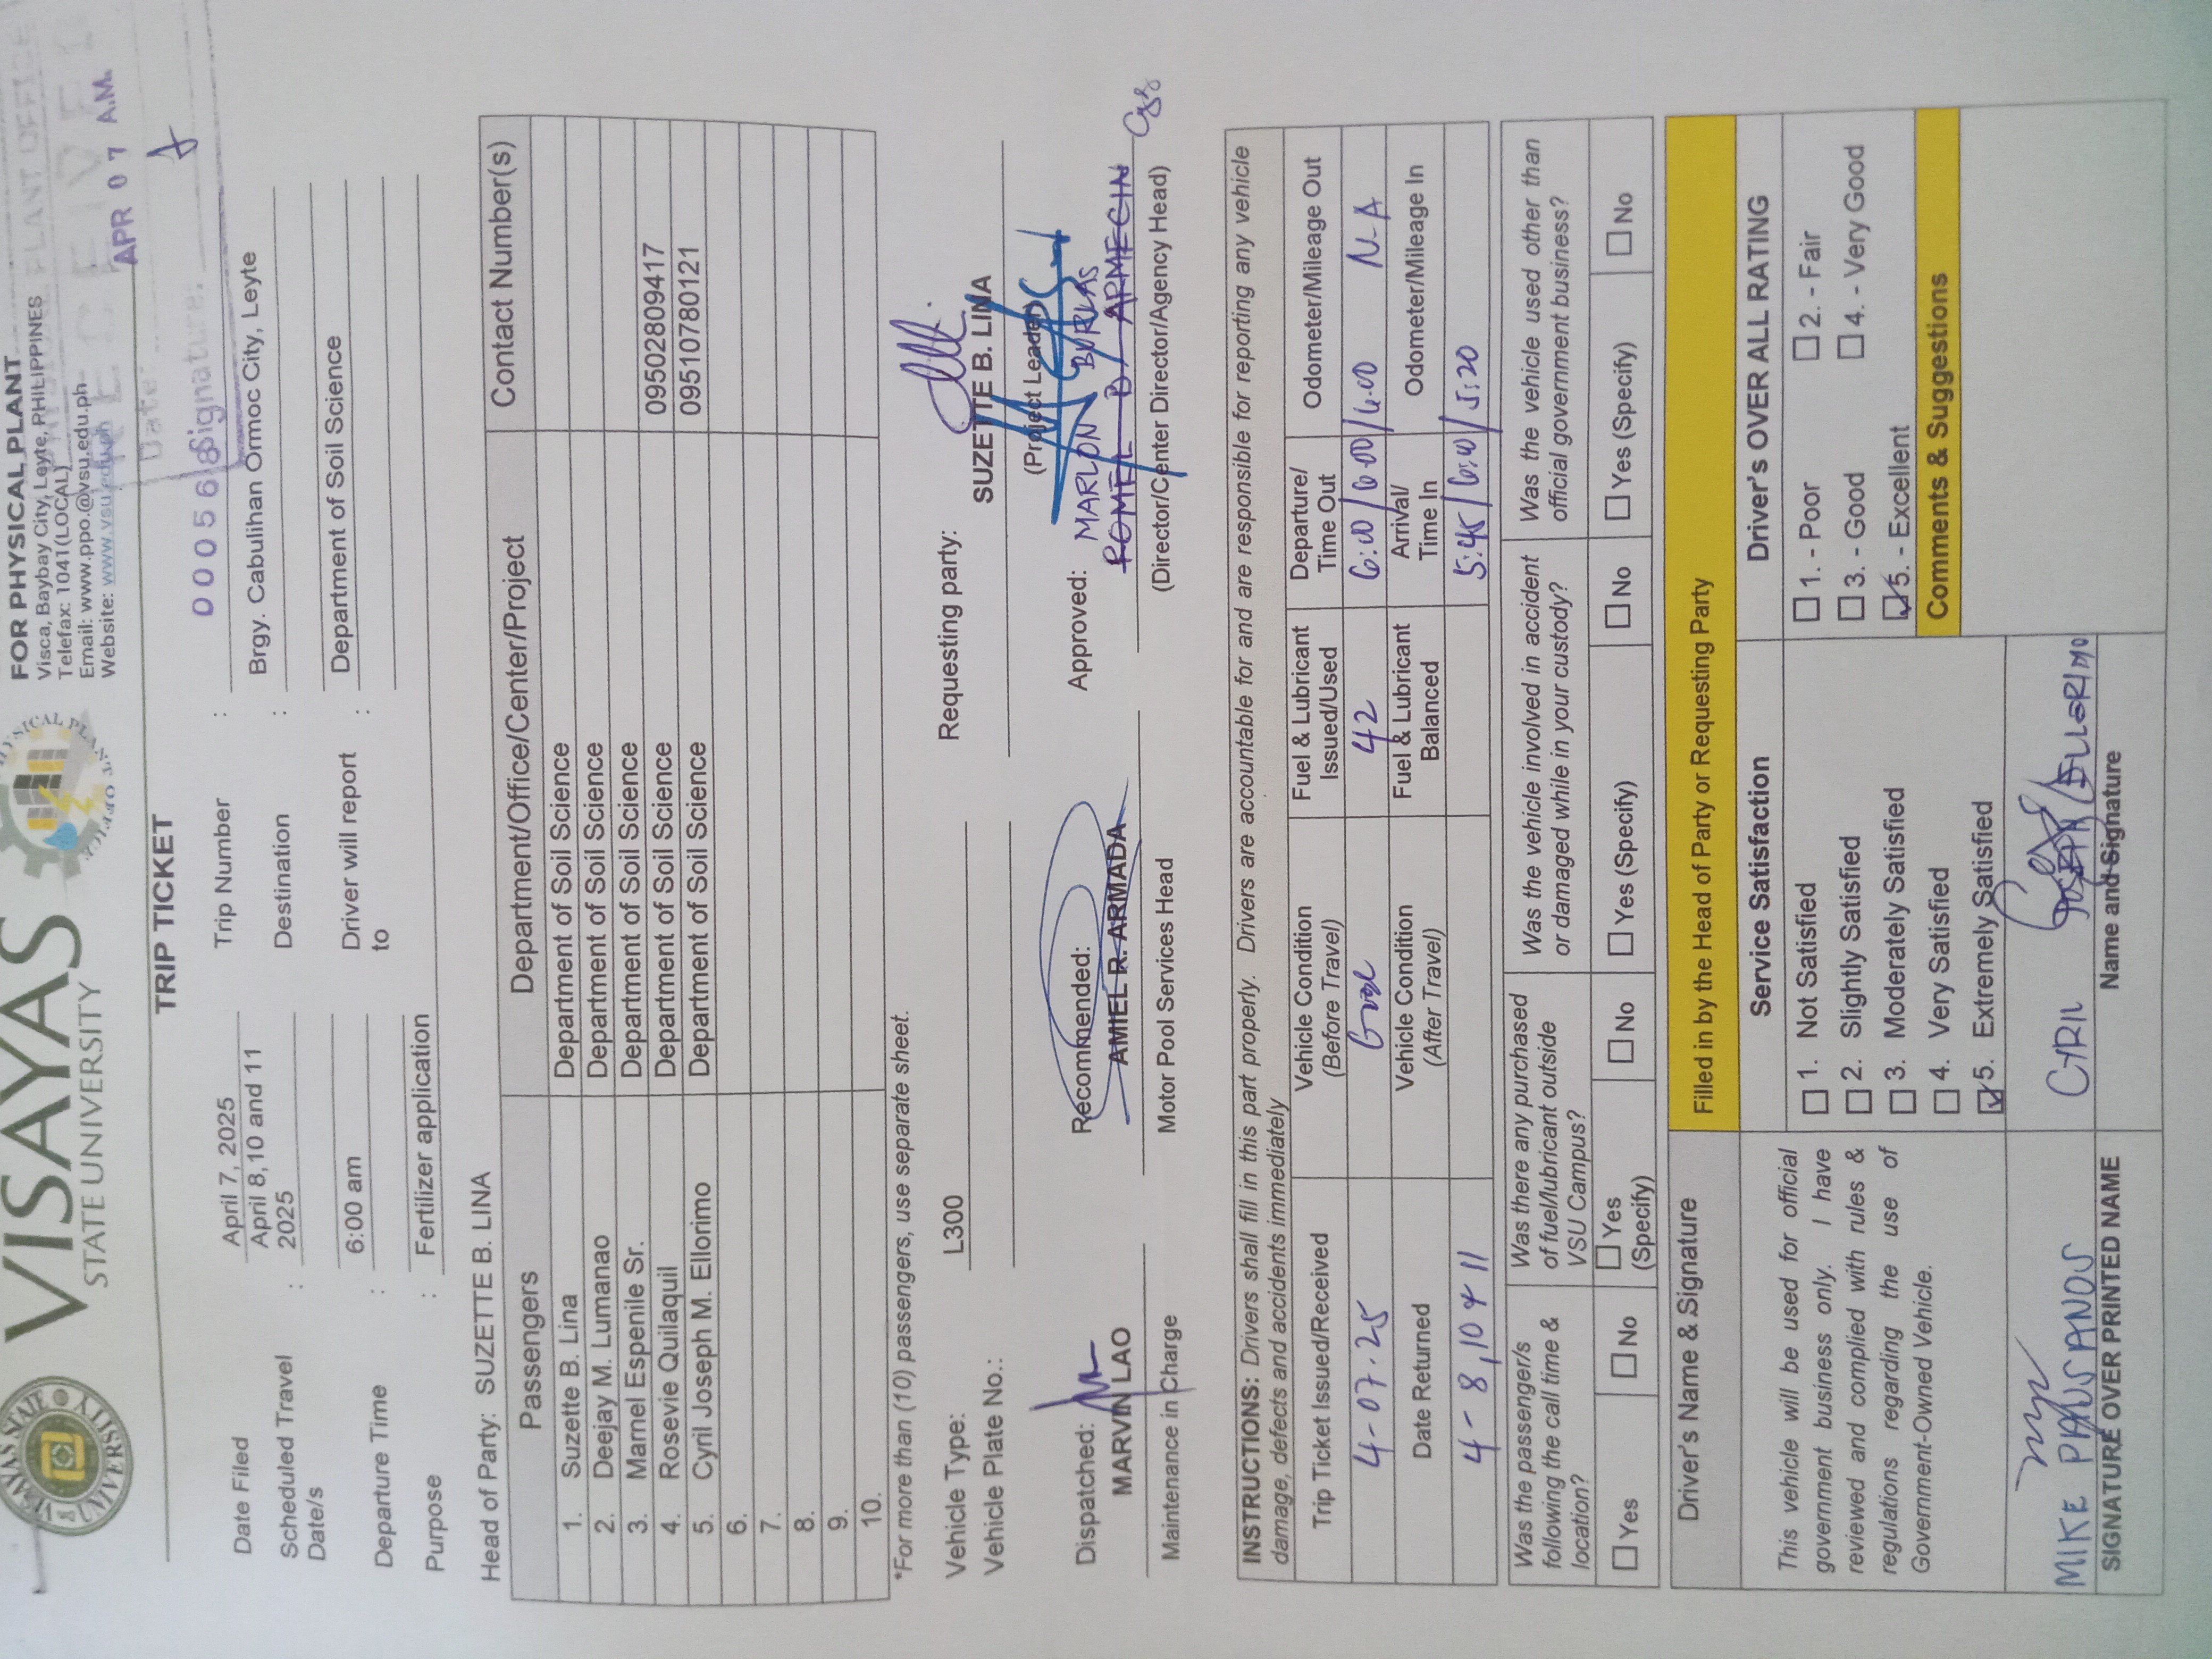 VISAYAS
STATE UNIVERSITY
FOR PHYSICAL PLANT
Visca, Baybay City, Leyte, PHILIPPINES
Telefax: 1041(LOCAL)
Email: www.ppo.@vsu.edu.ph
Website: www.vsu.edu.ph
PLANT OFFICE
RECEIVED
APR 07 A.M.
Date:
Signature:
TRIP TICKET
Date Filed : April 7, 2025
Trip Number : 000568
Scheduled Travel Date/s : April 8,10 and 11 2025
Destination : Brgy. Cabulihan Ormoc City, Leyte
Departure Time : 6:00 am
Driver will report to : Department of Soil Science
Purpose : Fertilizer application
Head of Party: SUZETTE B. LINA
Passengers Department/Office/Center/Project Contact Number(s)
1. Suzette B. Lina Department of Soil Science
2. Deejay M. Lumanao Department of Soil Science
3. Marnel Espenile Sr. Department of Soil Science
4. Rosevie Quilaquil Department of Soil Science 095502809417
5. Cyril Joseph M. Ellorimo Department of Soil Science 09510780121
6.
7.
8.
9.
10.
*For more than (10) passengers, use separate sheet.
Vehicle Type: L300
Vehicle Plate No.:
Requesting party:
SUZETTE B. LINA
(Project Leader)
Dispatched:
MARVIN LAO
Maintenance in Charge
Recommended:
AMIEL R. ARMADA
Motor Pool Services Head
Approved:
MARLON BURLAS
ROMEL B. ARMECIN
(Director/Center Director/Agency Head)
INSTRUCTIONS: Drivers shall fill in this part properly. Drivers are accountable for and are responsible for reporting any vehicle
damage, defects and accidents immediately
Trip Ticket Issued/Received Vehicle Condition (Before Travel) Fuel & Lubricant Issued/Used Departure/ Time Out Odometer/Mileage Out
4-07-25 Good 42 6:00/6:00/6:00 N-A
Date Returned Vehicle Condition (After Travel) Fuel & Lubricant Balanced Arrival/ Time In Odometer/Mileage In
4-8,10 & 11 5:45/6:10/5:20
Was the passenger/s following the call time & location?
Yes No
Was there any purchased of fuel/lubricant outside VSU Campus?
Yes (Specify) No
Was the vehicle involved in accident or damaged while in your custody?
Yes (Specify) No
Was the vehicle used other than official government business?
Yes (Specify) No
Driver's Name & Signature
Filled in by the Head of Party or Requesting Party
This vehicle will be used for official
government business only. I have
reviewed and complied with rules &
regulations regarding the use of
Government-Owned Vehicle.
MIKE PAUSANOS
SIGNATURE OVER PRINTED NAME
Service Satisfaction
1. Not Satisfied
2. Slightly Satisfied
3. Moderately Satisfied
4. Very Satisfied
5. Extremely Satisfied
CYRIL JOSEPH ELLORIMO
Name and Signature
Driver's OVER ALL RATING
1. - Poor 2. - Fair
3. - Good 4. - Very Good
5. - Excellent
Comments & Suggestions